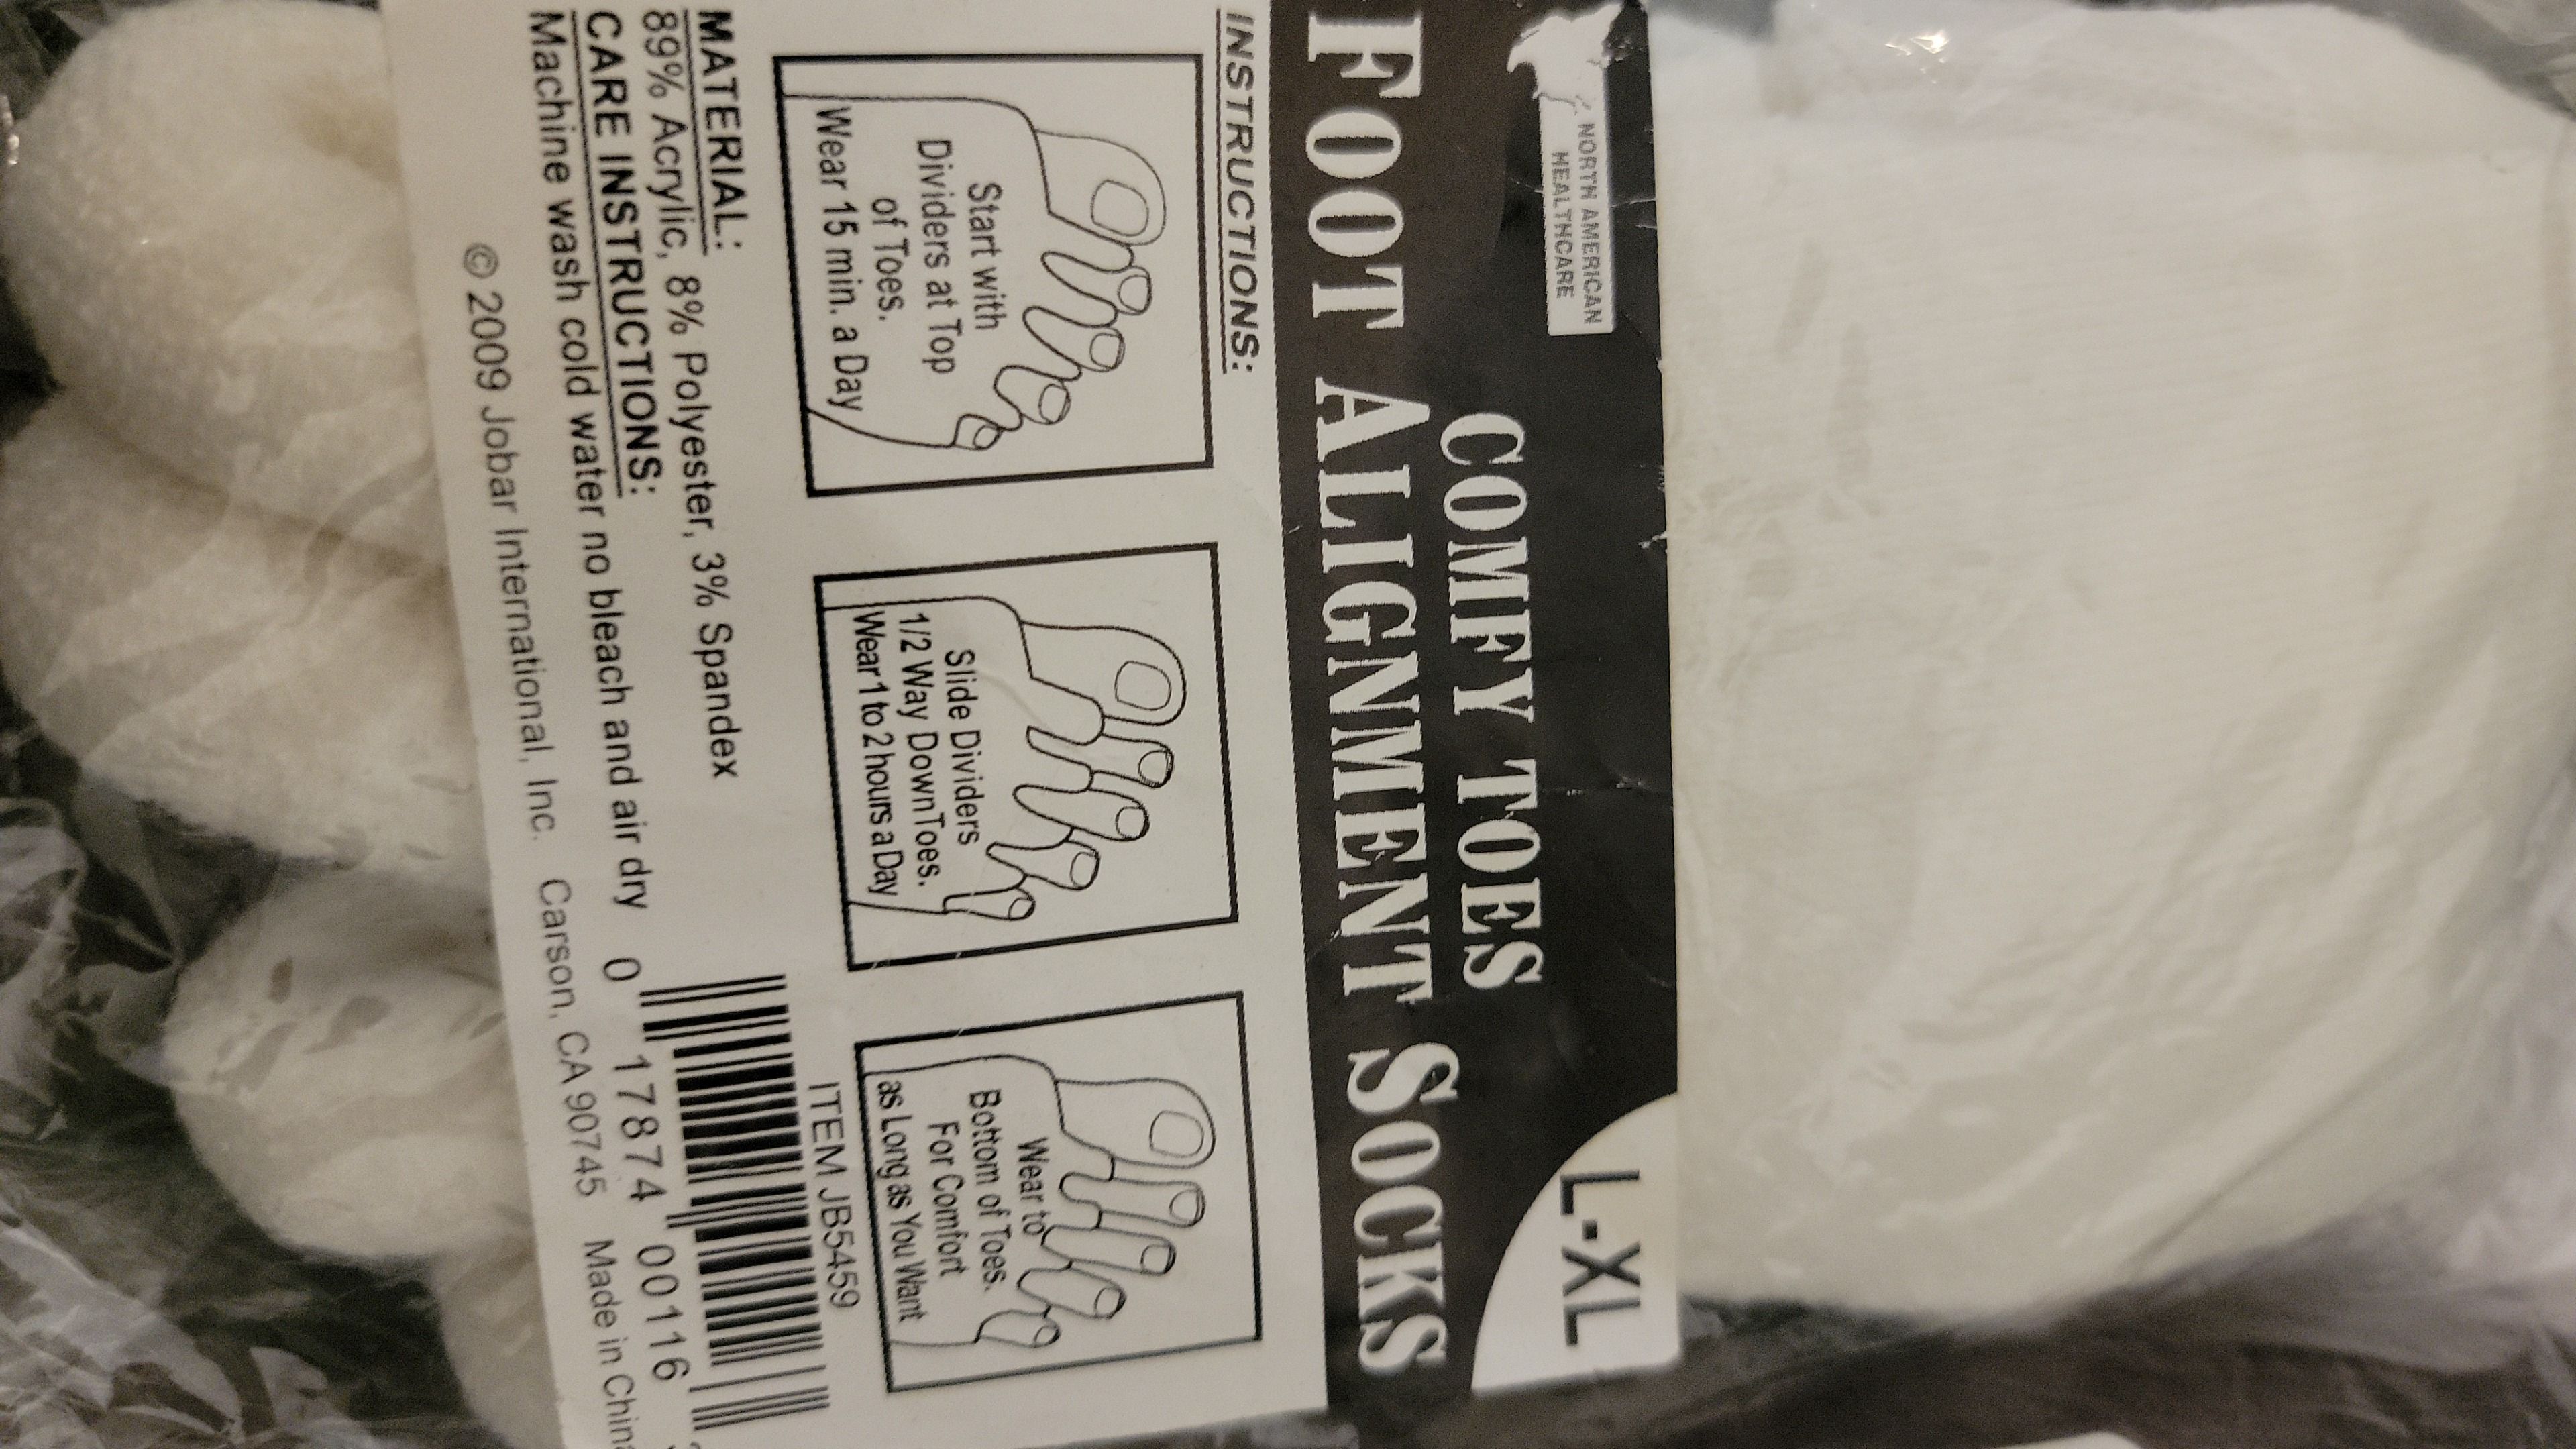 NORTH AMERICAN
HEALTHCARE
COMFY TOES
L-XL
FOOT ALIGNMENT SOCKS
INSTRUCTIONS:
Start with
Dividers at Top
of Toes.
Wear 15 min. a Day
Slide Dividers
1/2 Way Down Toes.
Wear 1 to 2 hours a Day
Wear to
Bottom of Toes.
For Comfort
as Long as You Want
MATERIAL:
89% Acrylic, 8% Polyester, 3% Spandex
CARE INSTRUCTIONS:
Machine wash cold water no bleach and air dry
ITEM JB5459
0 17874 00116
© 2009 Jobar International, Inc. Carson, CA 90745 Made in China